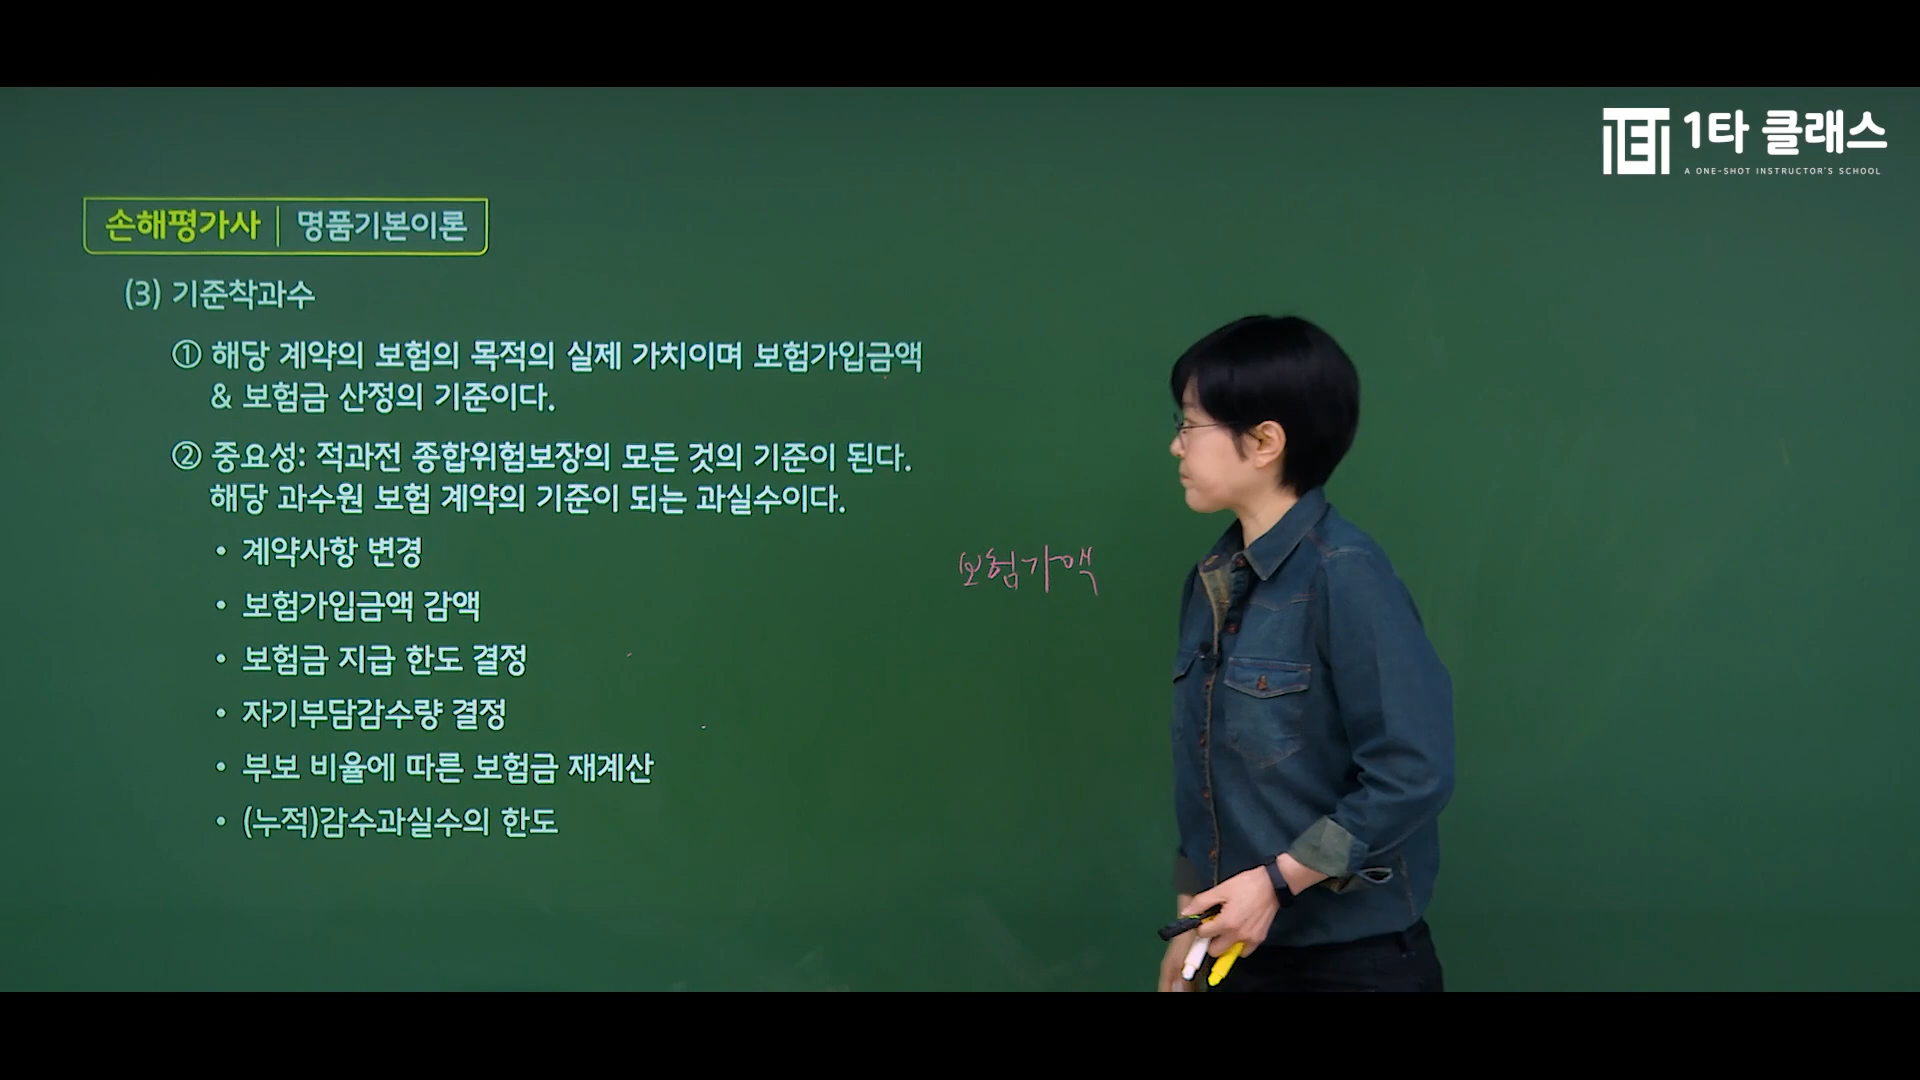 1타 클래스
A ONE-SHOT INSTRUCTOR'S SCHOOL
손해평가사 | 명품기본이론
(3) 기준착과수
① 해당 계약의 보험의 목적의 실제 가치이며 보험가입금액
& 보험금 산정의 기준이다.
② 중요성: 적과전 종합위험보장의 모든 것의 기준이 된다.
해당 과수원 보험 계약의 기준이 되는 과실수이다.
• 계약사항 변경
보험가액
• 보험가입금액 감액
• 보험금 지급 한도 결정
• 자기부담감수량 결정
• 부보 비율에 따른 보험금 재계산
• (누적)감수과실수의 한도